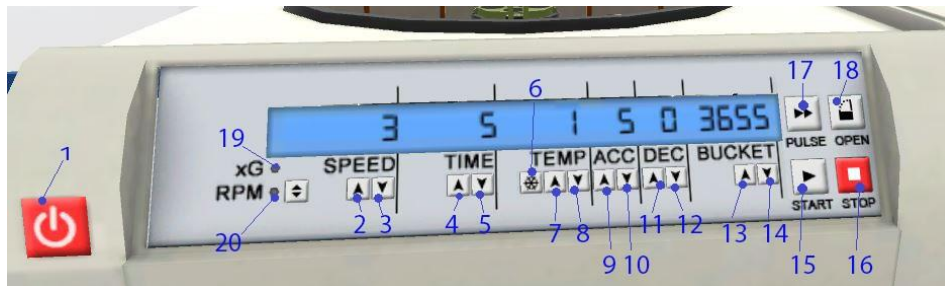 6 17 18
3 5 1 5 0 3655
1 19 PULSE OPEN
xG SPEED TIME TEMP ACC DEC BUCKET
RPM
START STOP
20 2 3 4 5 7 8 9 10 11 12 13 14 15 16